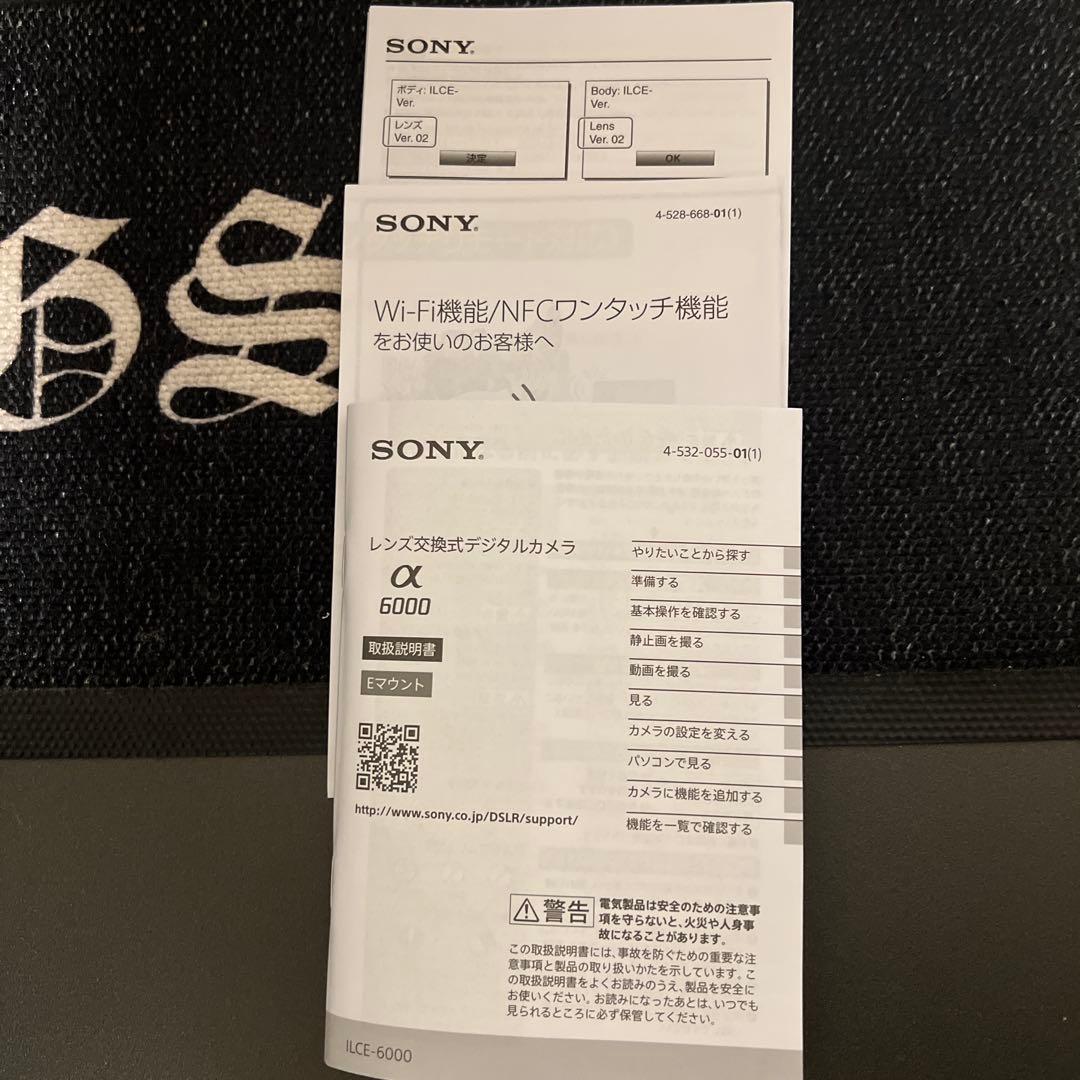 SONY®
ボディ: ILCE-
Ver.
レンズ
Ver. 02
決定
Body: ILCE-
Ver.
Lens
Ver. 02
OK
GS
SONY®
4-528-668-01(1)
Wi-Fi機能/NFCワンタッチ機能
をお使いのお客様へ
SONY®
4-532-055-01(1)
レンズ交換式デジタルカメラ
α
6000
取扱説明書
Eマウント
http://www.sony.co.jp/DSLR/support/
やりたいことから探す
準備する
基本操作を確認する
静止画を撮る
動画を撮る
見る
カメラの設定を変える
パソコンで見る
カメラに機能を追加する
機能を一覧で確認する
警告
電気製品は安全のための注意事
項を守らないと、火災や人身事
故になることがあります。
この取扱説明書には、事故を防ぐための重要な注
意事項と製品の取り扱いかたを示しています。こ
の取扱説明書をよくお読みのうえ、製品を安全に
お使いください。お読みになったあとは、いつでも
見られるところに必ず保管してください。
ILCE-6000